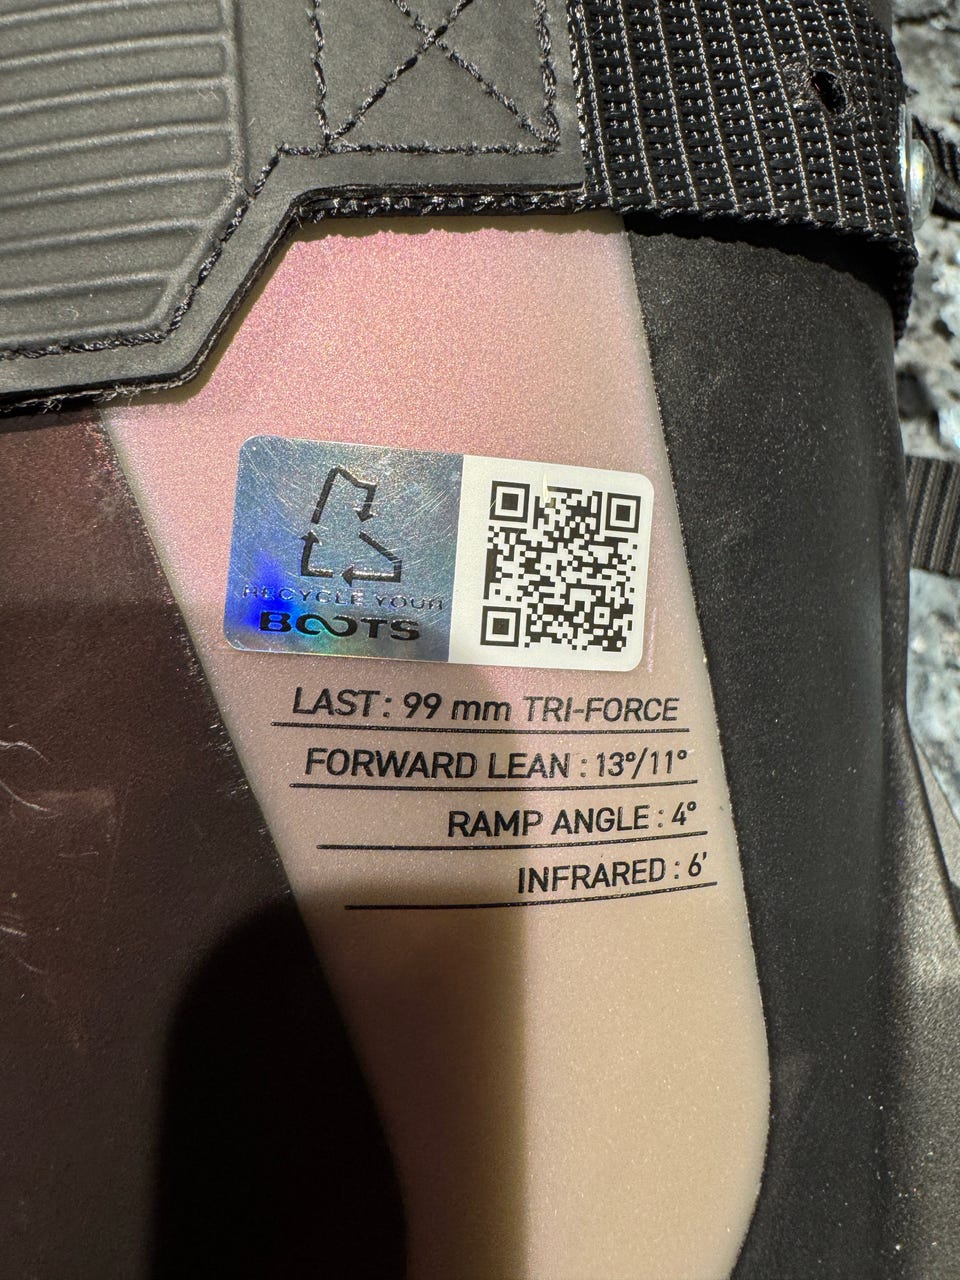 RECYCLE YOUR
BOOTS
LAST : 99 mm TRI-FORCE
FORWARD LEAN : 13°/11°
RAMP ANGLE : 4°
INFRARED : 6'